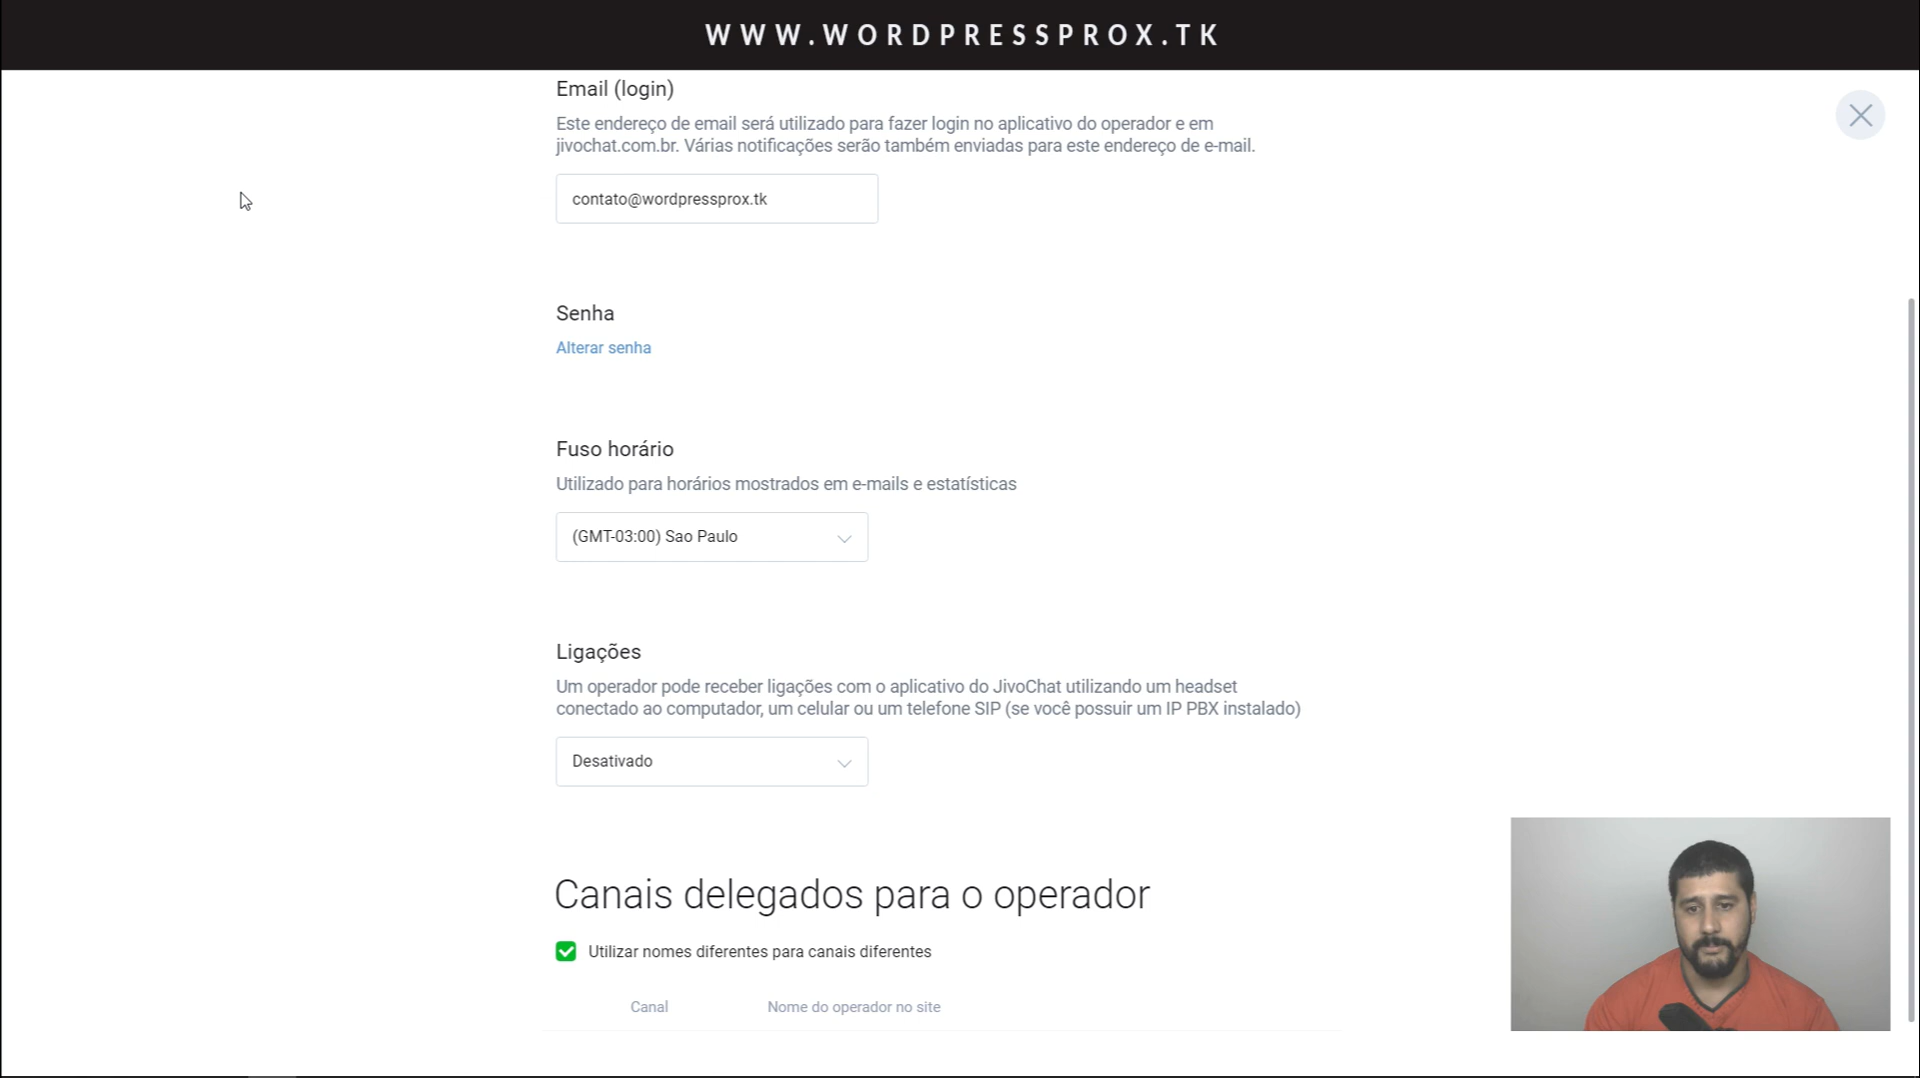 WWW.WORDPRESSPROX.TK
Email (login)
Este endereço de email será utilizado para fazer login no aplicativo do operador e em
jivochat.com.br. Várias notificações serão também enviadas para este endereço de e-mail.
contato@wordpressprox.tk
Senha
Alterar senha
Fuso horário
Utilizado para horários mostrados em e-mails e estatísticas
(GMT-03:00) Sao Paulo
Ligações
Um operador pode receber ligações com o aplicativo do JivoChat utilizando um headset
conectado ao computador, um celular ou um telefone SIP (se você possuir um IP PBX instalado)
Desativado
Canais delegados para o operador
Utilizar nomes diferentes para canais diferentes
Canal Nome do operador no site